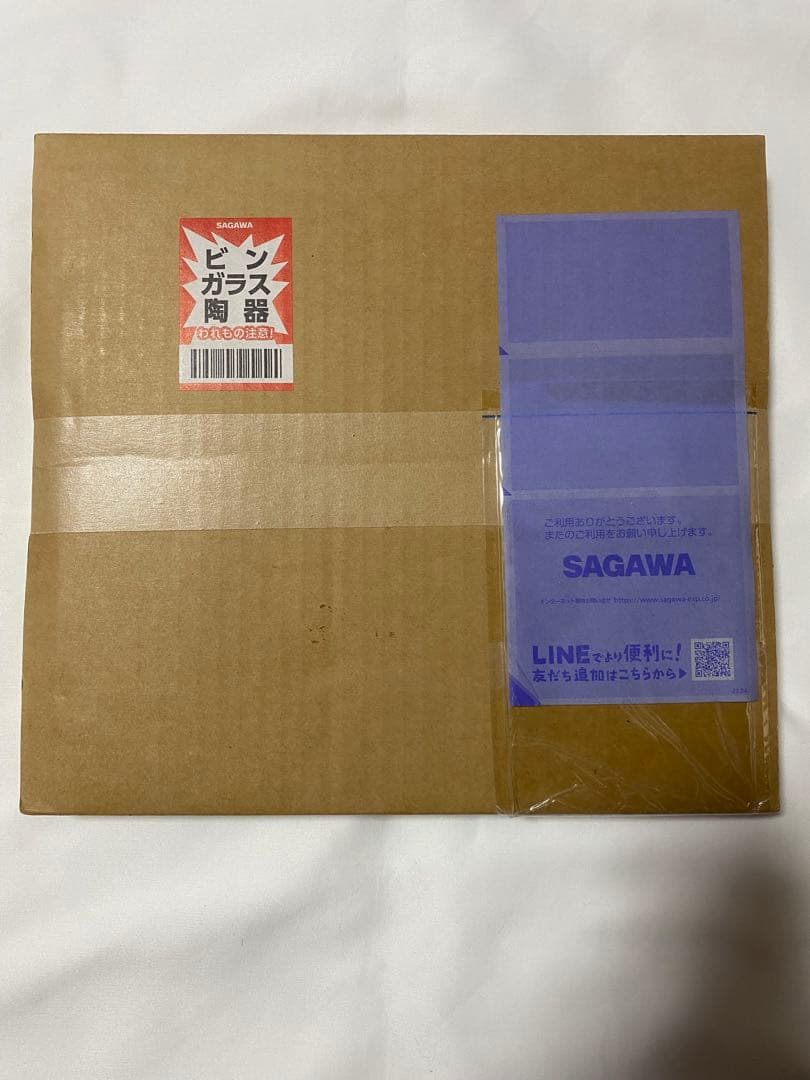 SAGAWA
ビン
ガラス
陶器
われもの注意!
ご利用ありがとうございます。
またのご利用をお願い申し上げます。
SAGAWA
https://www.sagawa-exp.co.jp/
LINEでより便利に!
友だち追加はこちらから▶